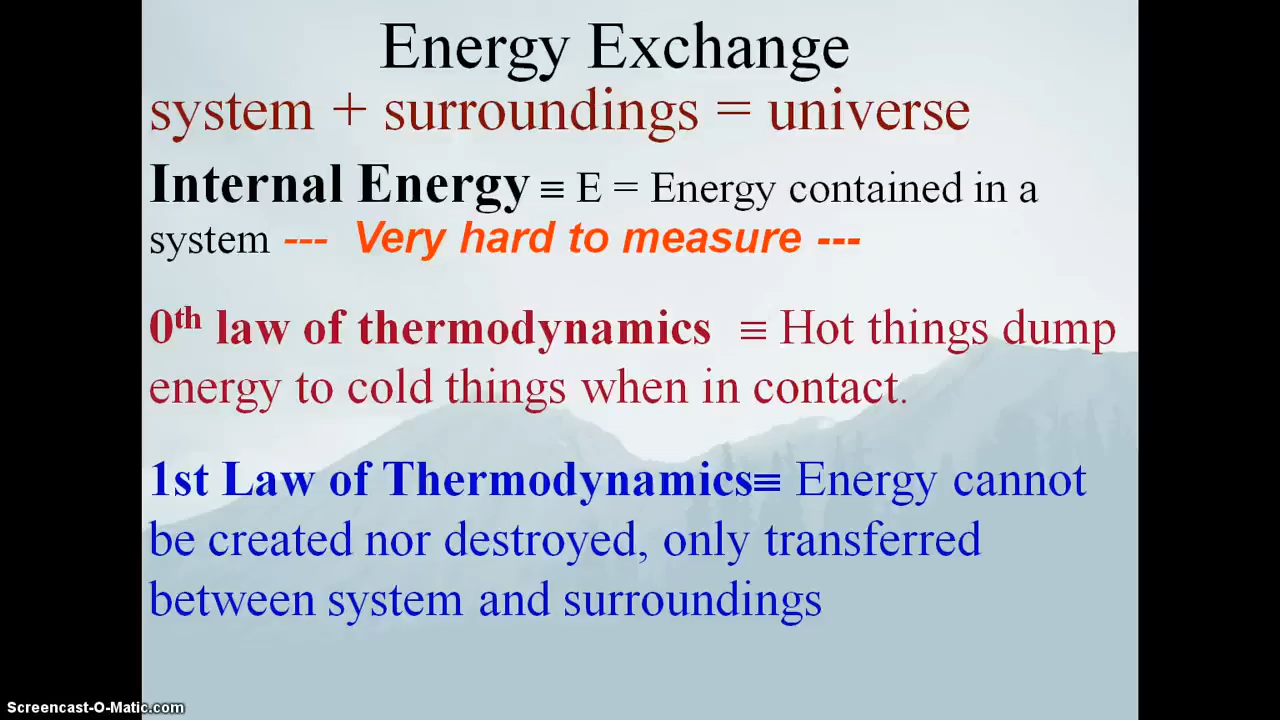 Energy Exchange
system + surroundings = universe
Internal Energy ≡ E = Energy contained in a
system --- Very hard to measure ---
0th law of thermodynamics ≡ Hot things dump
energy to cold things when in contact.
1st Law of Thermodynamics≡ Energy cannot
be created nor destroyed, only transferred
between system and surroundings
Screencast-O-Matic.com